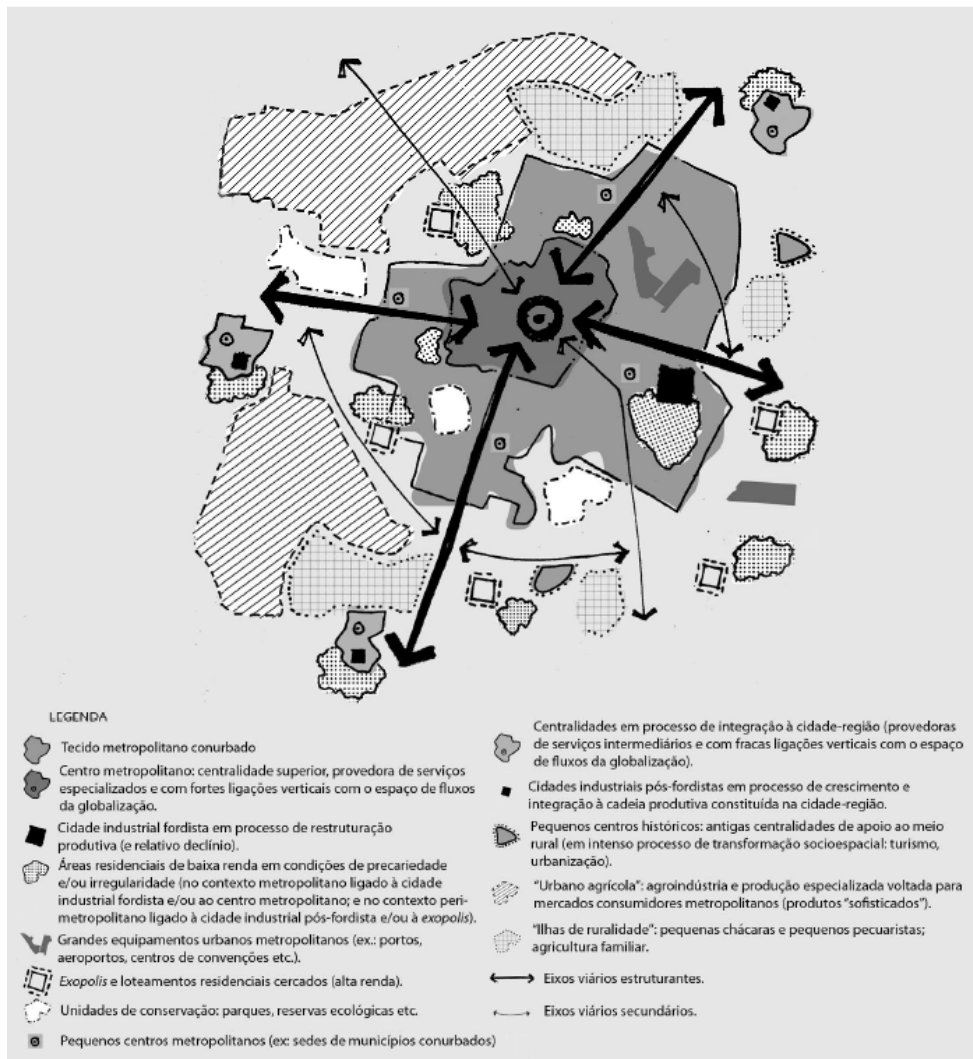 LEGENDA
Tecido metropolitano conurbado
Centro metropolitano: centralidade superior, provedora de serviços
especializados e com fortes ligações verticais com o espaço de fluxos
da globalização.
Cidade industrial fordista em processo de restruturação
produtiva (e relativo declínio).
Áreas residenciais de baixa renda em condições de precariedade
e/ou irregularidade (no contexto metropolitano ligado à cidade
industrial fordista e/ou ao centro metropolitano; e no contexto peri-
metropolitano ligado à cidade industrial pós-fordista e/ou à exopolis).
Grandes equipamentos urbanos metropolitanos (ex.: portos,
aeroportos, centros de convenções etc.).
Exopolis e loteamentos residenciais cercados (alta renda).
Unidades de conservação: parques, reservas ecológicas etc.
Pequenos centros metropolitanos (ex: sedes de municípios conurbados)
Centralidades em processo de integração à cidade-região (provedoras
de serviços intermediários e com fracas ligações verticais com o espaço
de fluxos da globalização).
Cidades industriais pós-fordistas em processo de crescimento e
integração à cadeia produtiva constituída na cidade-região.
Pequenos centros históricos: antigas centralidades de apoio ao meio
rural (em intenso processo de transformação socioespacial: turismo,
urbanização).
"Urbano agrícola": agroindústria e produção especializada voltada para
mercados consumidores metropolitanos (produtos "sofisticados").
"Ilhas de ruralidade": pequenas chácaras e pequenos pecuaristas;
agricultura familiar.
Eixos viários estruturantes.
Eixos viários secundários.